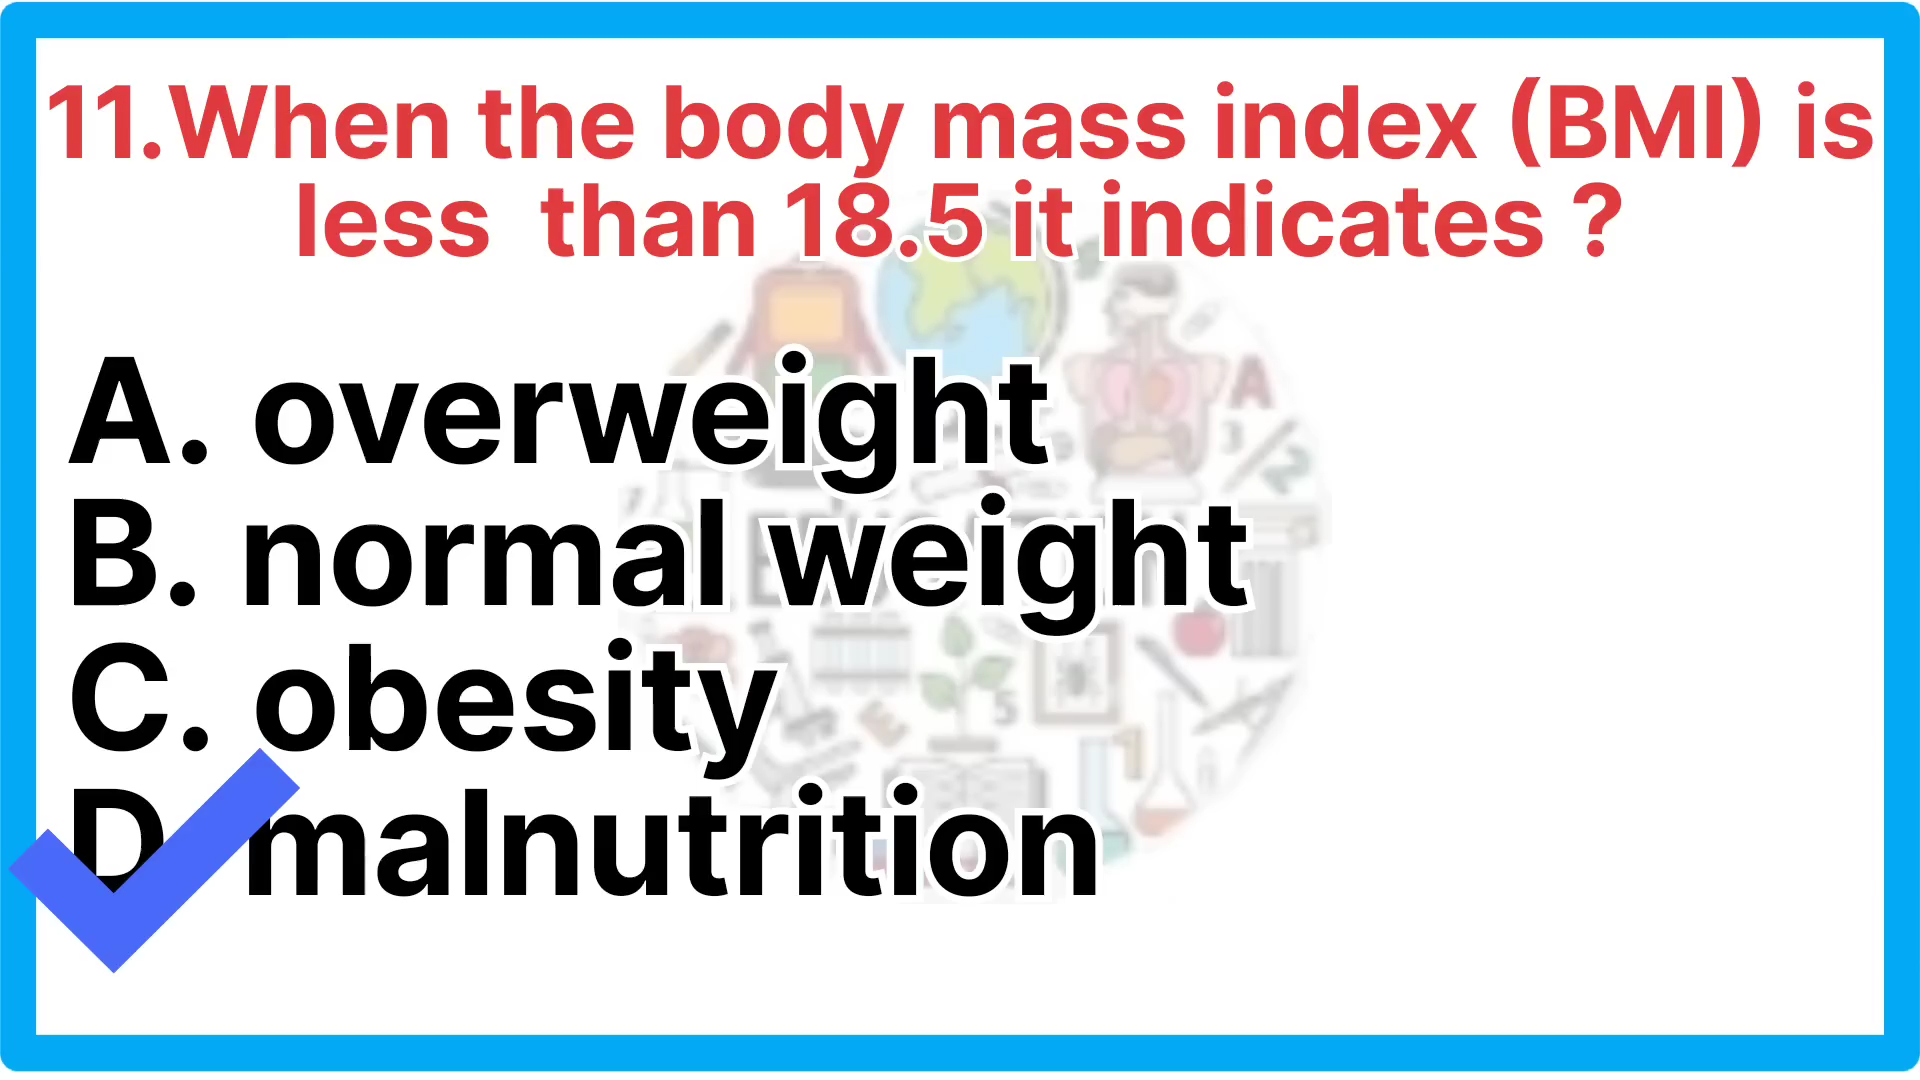 11.When the body mass index (BMI) is
less than 18.5 it indicates ?
A. overweight
B. normal weight
C. obesity
D. malnutrition